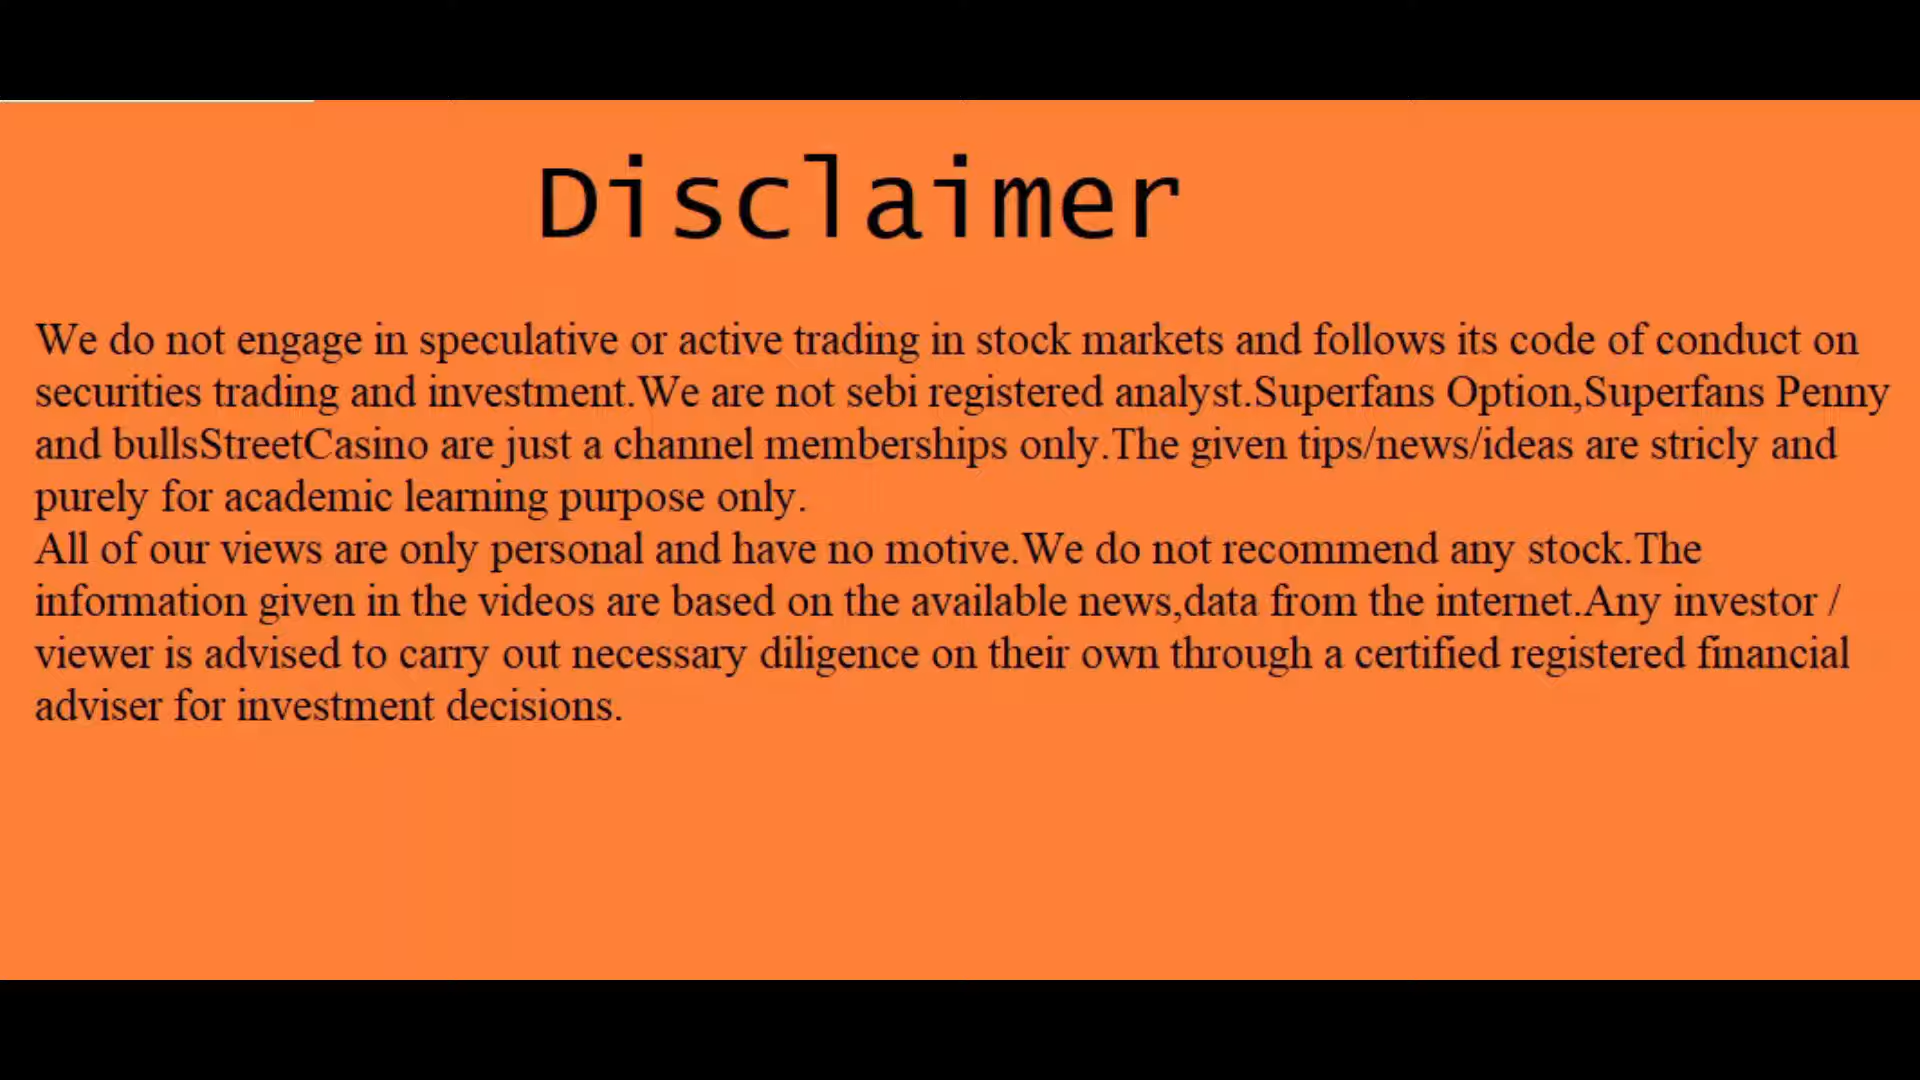 Disclaimer
We do not engage in speculative or active trading in stock markets and follows its code of conduct on
securities trading and investment.We are not sebi registered analyst.Superfans Option,Superfans Penny
and bullsStreetCasino are just a channel memberships only.The given tips/news/ideas are stricly and
purely for academic learning purpose only.
All of our views are only personal and have no motive.We do not recommend any stock.The
information given in the videos are based on the available news,data from the internet.Any investor /
viewer is advised to carry out necessary diligence on their own through a certified registered financial
adviser for investment decisions.